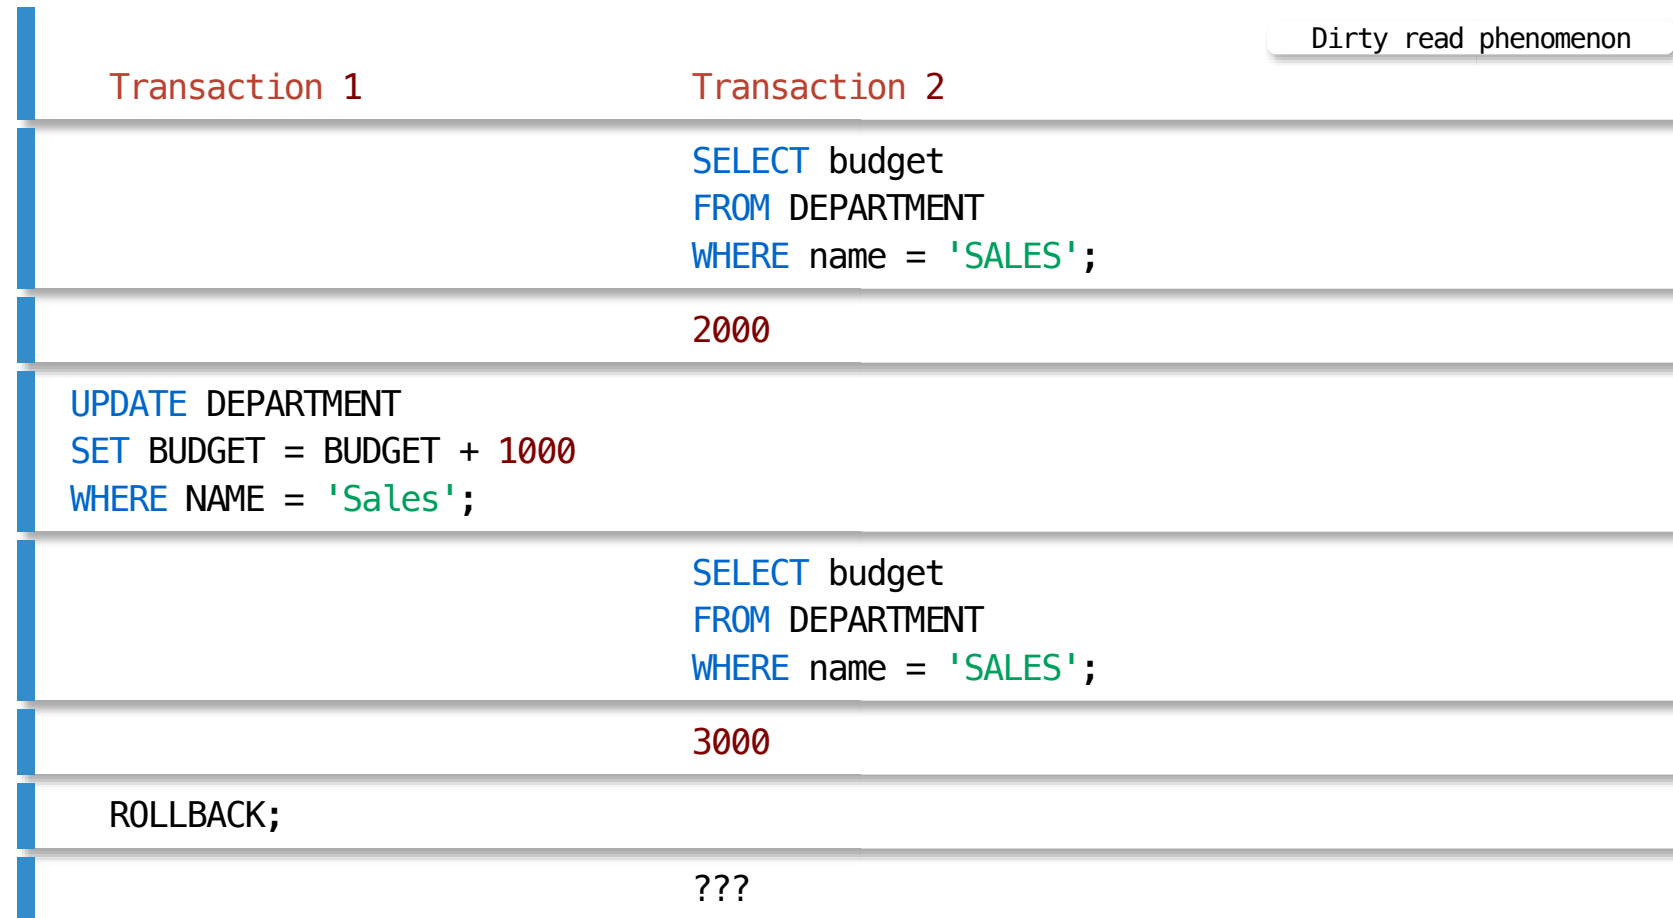 Dirty read phenomenon
Transaction 1 Transaction 2
SELECT budget
FROM DEPARTMENT
WHERE name = 'SALES';
2000
UPDATE DEPARTMENT
SET BUDGET = BUDGET + 1000
WHERE NAME = 'Sales';
SELECT budget
FROM DEPARTMENT
WHERE name = 'SALES';
3000
ROLLBACK;
???